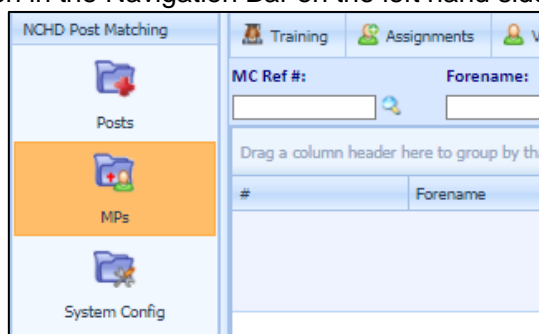 n in the Navigation Bar on the left hand side
NCHD Post Matching
Posts
MPs
System Config
Training Assignments
MC Ref #: Forename:
Drag a column header here to group by
# Forename